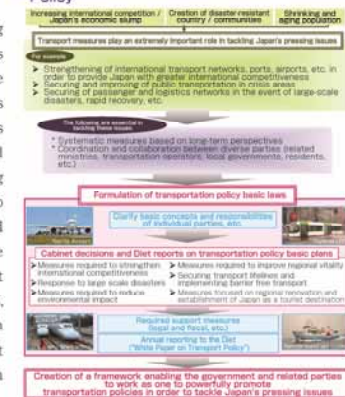 Policy
Increasing international competition / Japan's economic slump
Creation of disaster-resistant country / communities
Shrinking and aging population
Transport measures play an extremely important role in tackling Japan's pressing issues
For example
➤ Strengthening of international transport networks, ports, airports, etc. in
order to provide Japan with greater international competitiveness
➤ Securing and improving of public transportation in crisis areas
➤ Securing of passenger and logistics networks in the event of large-scale
disasters, rapid recovery, etc.
The following are essential in
tackling these issues
* Systematic measures based on long-term perspectives
* Coordination and collaboration between diverse parties (related
ministries, transportation operators, local governments, residents,
etc.)
Formulation of transportation policy basic laws
Clarify basic concepts and responsibilities
of individual parties, etc.
Cabinet decisions and Diet reports on transportation policy basic plans
➤ Measures required to strengthen
international competitiveness
➤ Response to large scale disasters
➤ Measures required to reduce
environmental impact
➤ Measures required to improve regional vitality
➤ Securing transport lifelines and
implementing barrier free transport
➤ Measures focused on regional renovation and
establishment of Japan as a tourist destination
Required support measures
(legal and fiscal, etc.)
Annual reporting to the Diet
("White Paper on Transport Policy")
Creation of a framework enabling the government and related parties
to work as one to powerfully promote
transportation policies in order to tackle Japan's pressing issues